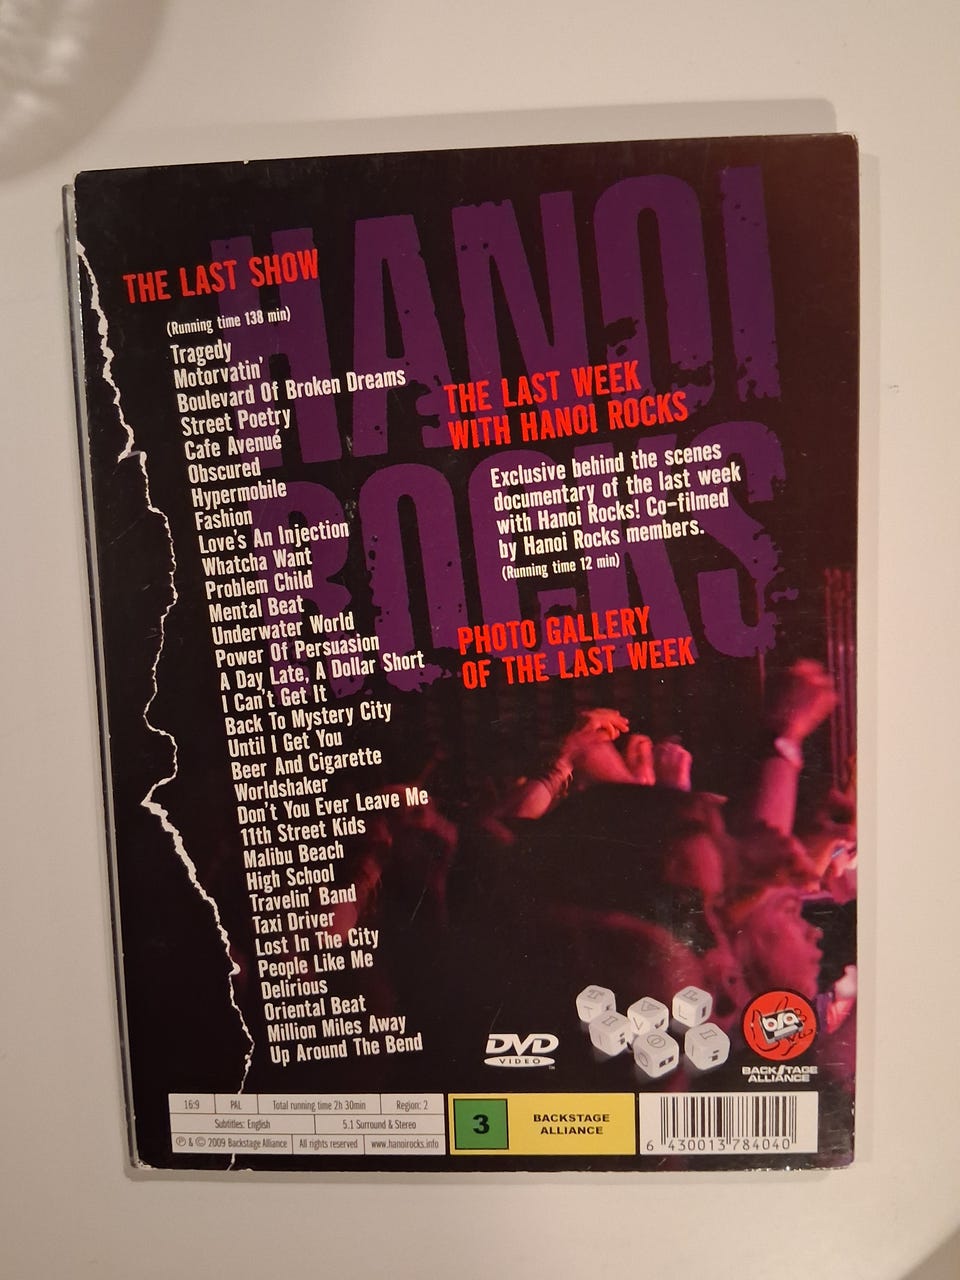 HANOI
ROCKS
THE LAST SHOW
(Running time 138 min)
Tragedy
Motorvatin'
Boulevard Of Broken Dreams
Street Poetry
Cafe Avenué
Obscured
Hypermobile
Fashion
Love's An Injection
Whatcha Want
Problem Child
Mental Beat
Underwater World
Power Of Persuasion
A Day Late, A Dollar Short
I Can't Get It
Back To Mystery City
Until I Get You
Beer And Cigarette
Worldshaker
Don't You Ever Leave Me
11th Street Kids
Malibu Beach
High School
Travelin' Band
Taxi Driver
Lost In The City
People Like Me
Delirious
Oriental Beat
Million Miles Away
Up Around The Bend
THE LAST WEEK
WITH HANOI ROCKS
Exclusive behind the scenes
documentary of the last week
with Hanoi Rocks! Co-filmed
by Hanoi Rocks members.
(Running time 12 min)
PHOTO GALLERY
OF THE LAST WEEK
DVD
VIDEO
bsa
BACKSTAGE
ALLIANCE
16:9 PAL Total running time 2h 30min Region: 2
Subtitles: English 5.1 Surround & Stereo
℗ & © 2009 Backstage Alliance All rights reserved www.hanoirocks.info
3
BACKSTAGE
ALLIANCE
6 430013 784040